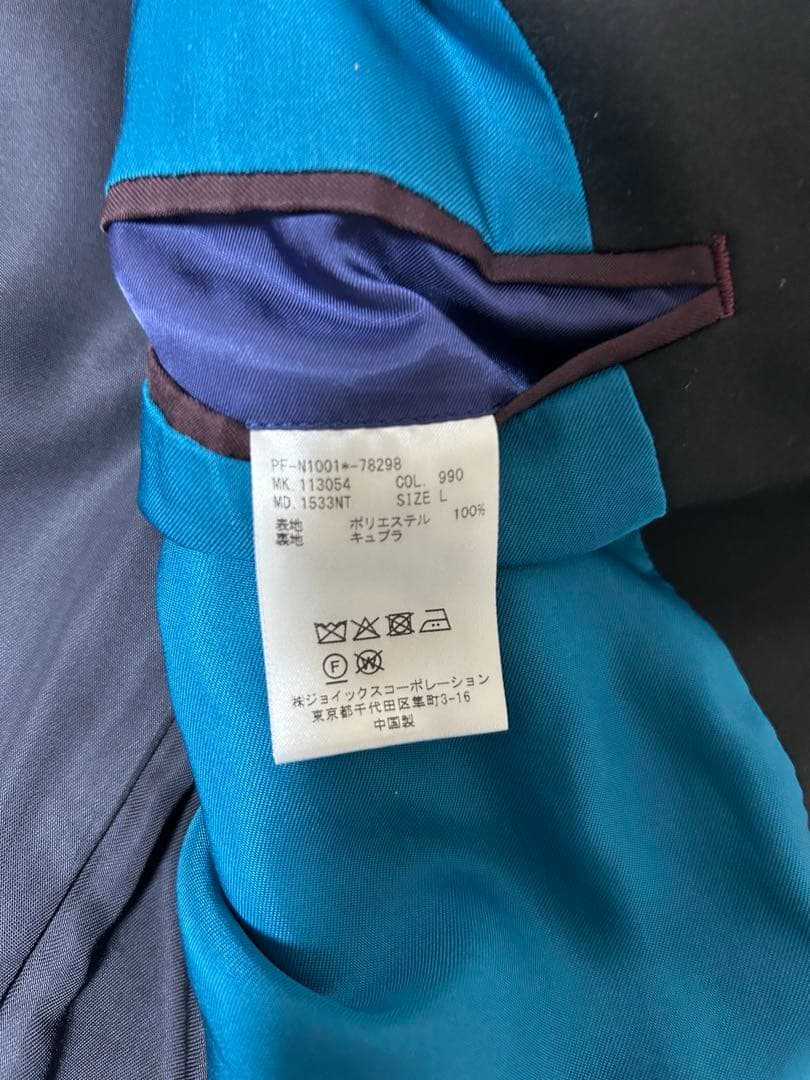 PF-N1001*-78298
MK. 113054 COL. 990
MD. 1533NT SIZE L
表地 ポリエステル 100%
裏地 キュプラ
F W
㈱ジョイックスコーポレーション
東京都千代田区隼町3-16
中国製